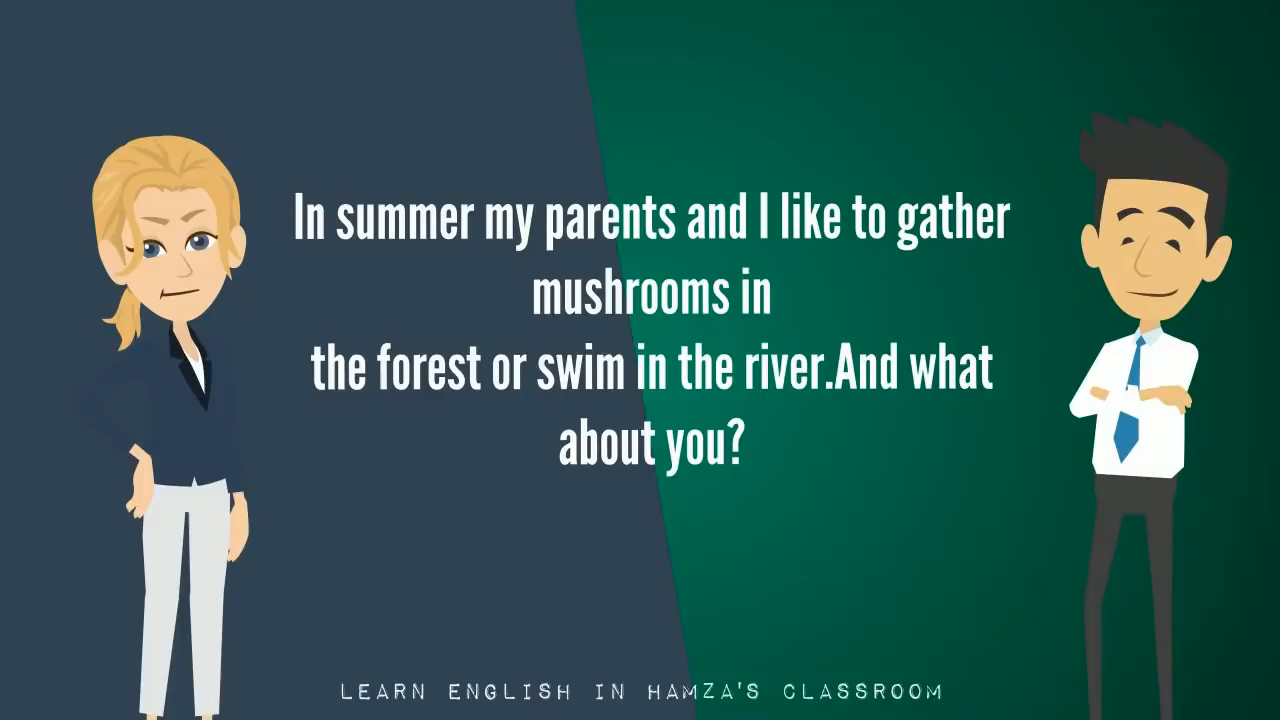 In summer my parents and I like to gather
mushrooms in
the forest or swim in the river.And what
about you?
LEARN ENGLISH IN HAMZA'S CLASSROOM